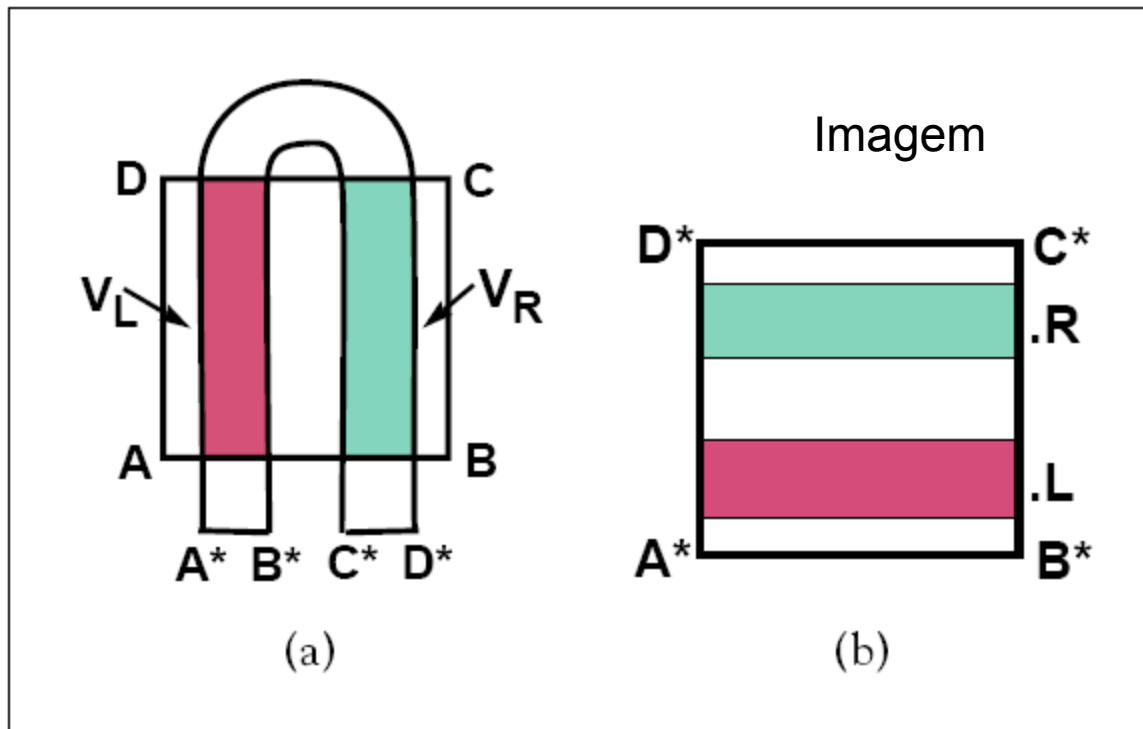 Imagem
D C
D* C*
V_L V_R
.R
A B
.L
A* B* C* D*
A* B*
(a) (b)